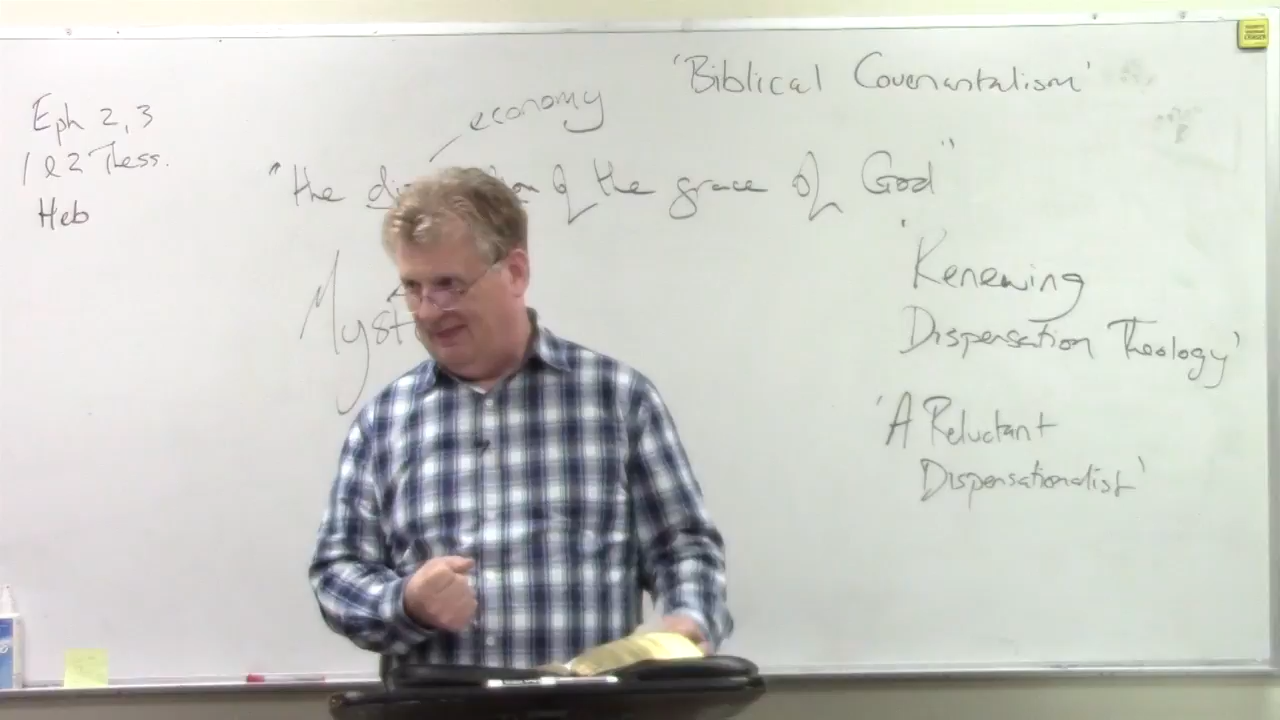 'Biblical Covenantalism'
economy
Eph 2,3
1 & 2 Thess.
Heb
"the of the grace of God"
'Renewing
Dispensation Theology'
'A Reluctant
Dispensationalist'